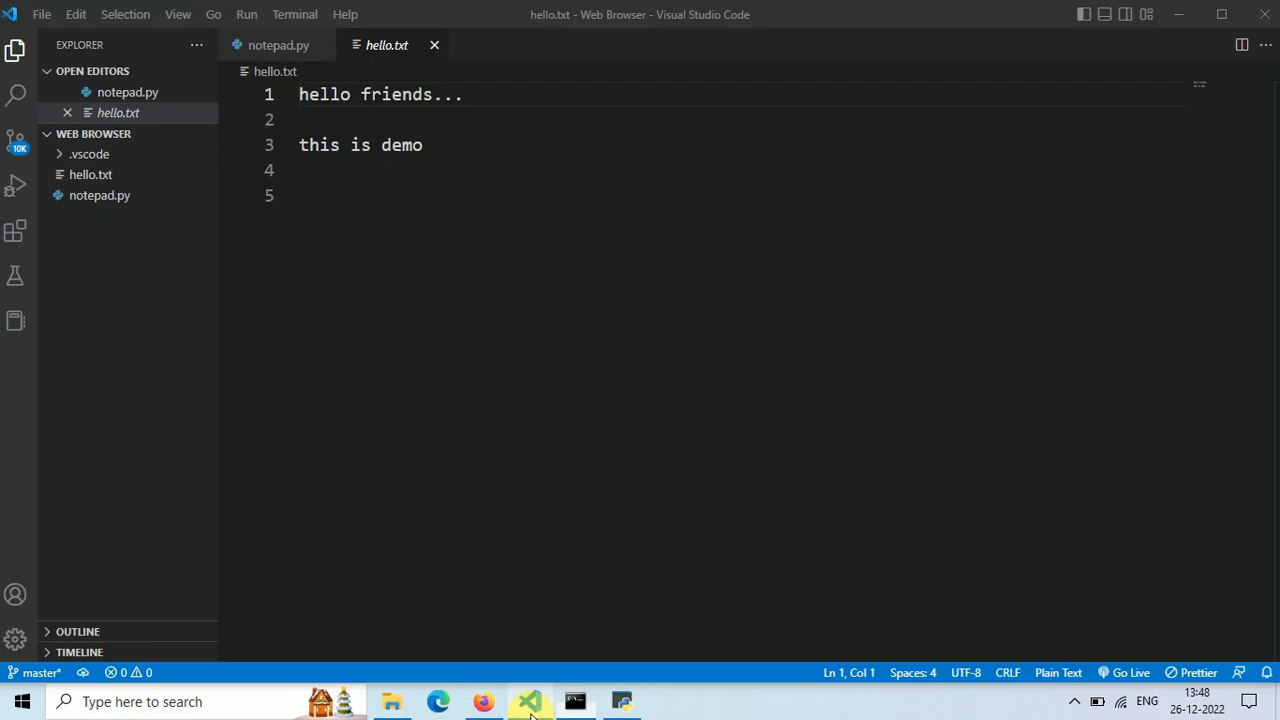 File Edit Selection View Go Run Terminal Help hello.txt - Web Browser - Visual Studio Code
EXPLORER
notepad.py hello.txt
OPEN EDITORS
hello.txt
notepad.py
hello.txt
WEB BROWSER
.vscode
hello.txt
notepad.py
1 hello friends...
2
3 this is demo
4
5
10K
OUTLINE
TIMELINE
master* 0 0 Ln 1, Col 1 Spaces: 4 UTF-8 CRLF Plain Text Go Live Prettier
Type here to search
ENG
13:48
26-12-2022